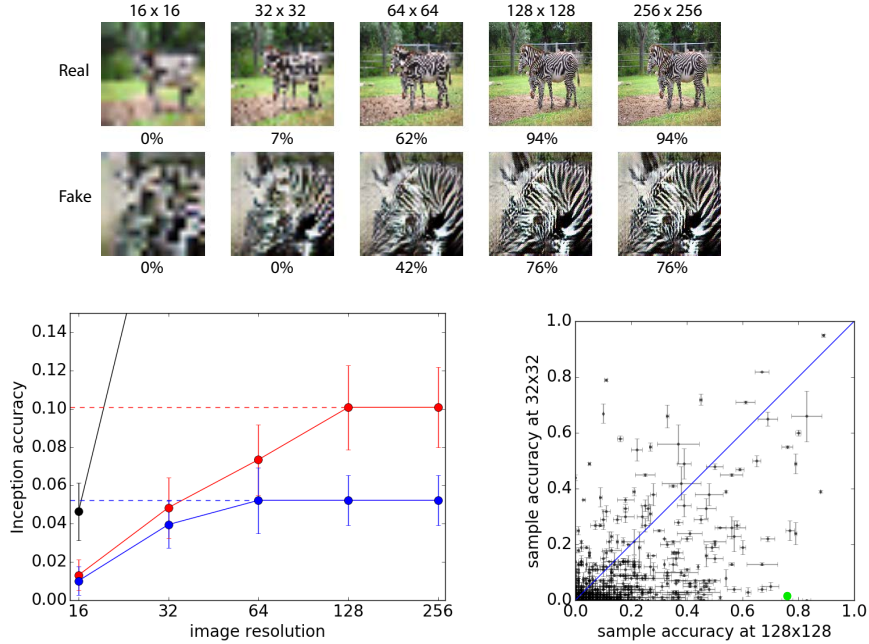 16 x 16 32 x 32 64 x 64 128 x 128 256 x 256
Real
0% 7% 62% 94% 94%
Fake
0% 0% 42% 76% 76%
0.14
0.12
0.10
0.08
0.06
0.04
0.02
0.00
Inception accuracy
16 32 64 128 256
image resolution
1.0
0.8
0.6
0.4
0.2
0.0
sample accuracy at 32x32
0.0 0.2 0.4 0.6 0.8 1.0
sample accuracy at 128x128